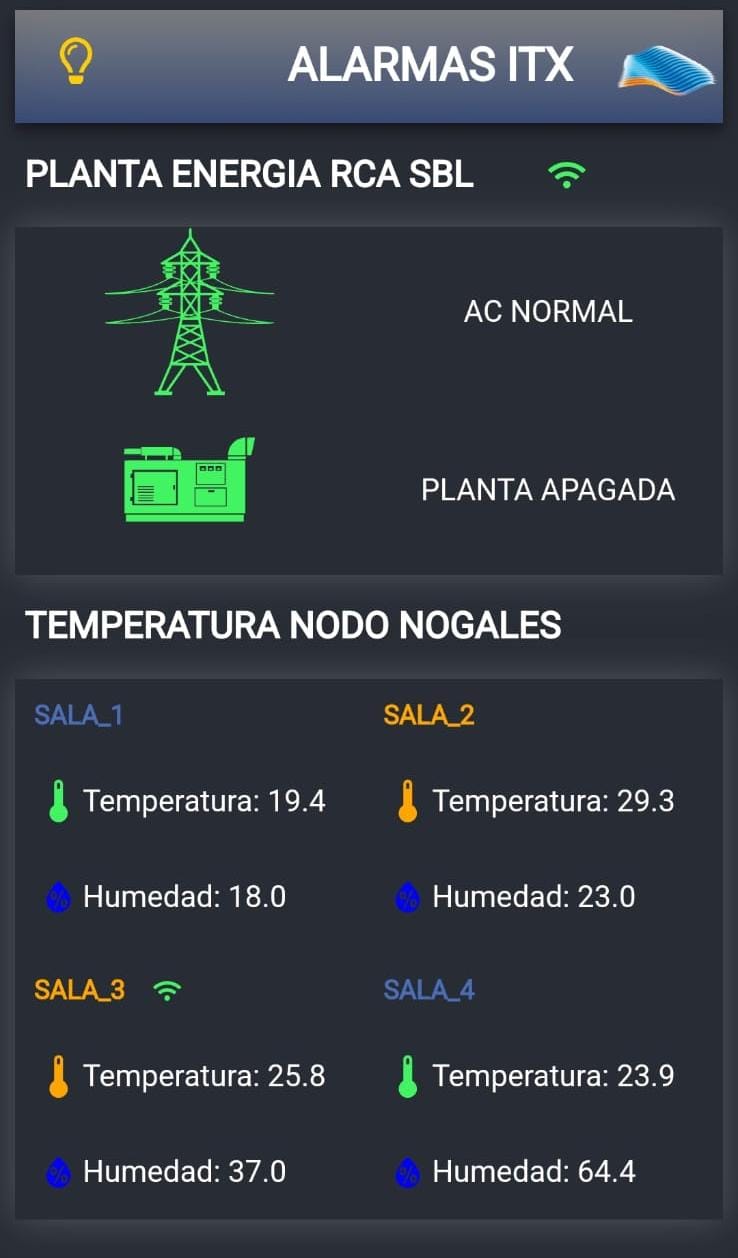 ALARMAS ITX
PLANTA ENERGIA RCA SBL
AC NORMAL
PLANTA APAGADA
TEMPERATURA NODO NOGALES
SALA_1
Temperatura: 19.4
Humedad: 18.0
SALA_2
Temperatura: 29.3
Humedad: 23.0
SALA_3
Temperatura: 25.8
Humedad: 37.0
SALA_4
Temperatura: 23.9
Humedad: 64.4